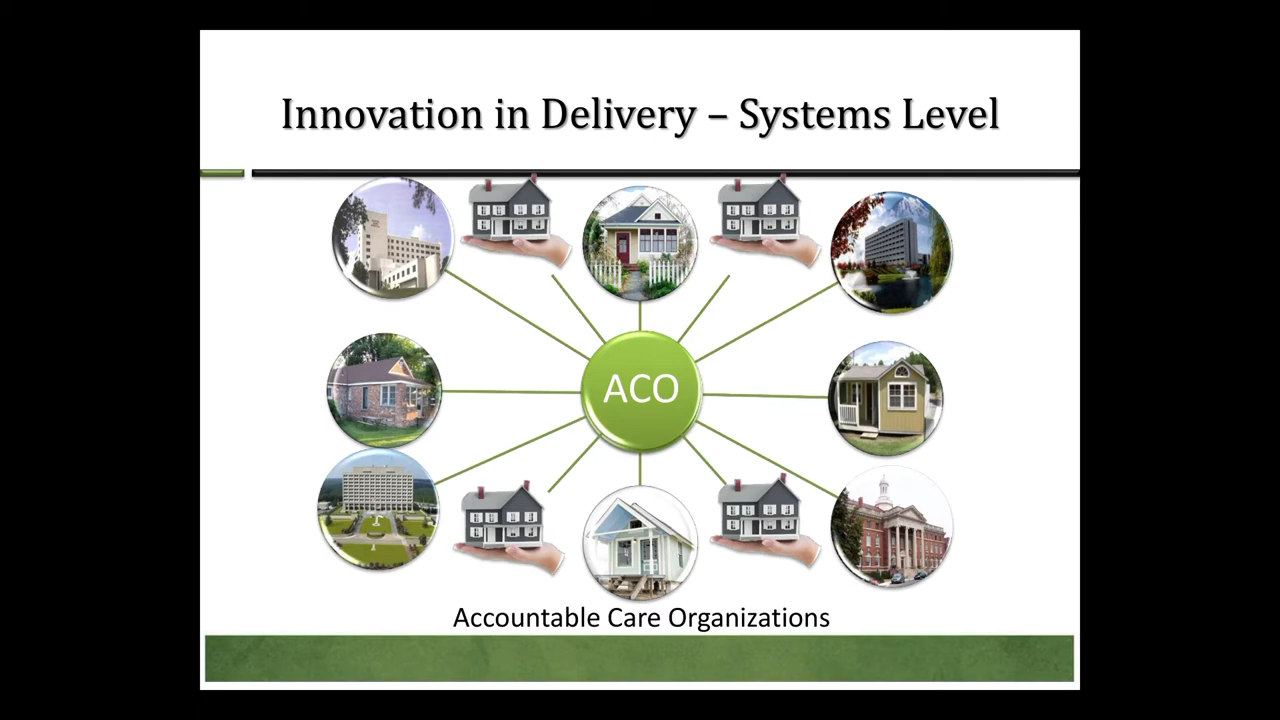 Innovation in Delivery – Systems Level
ACO
Accountable Care Organizations